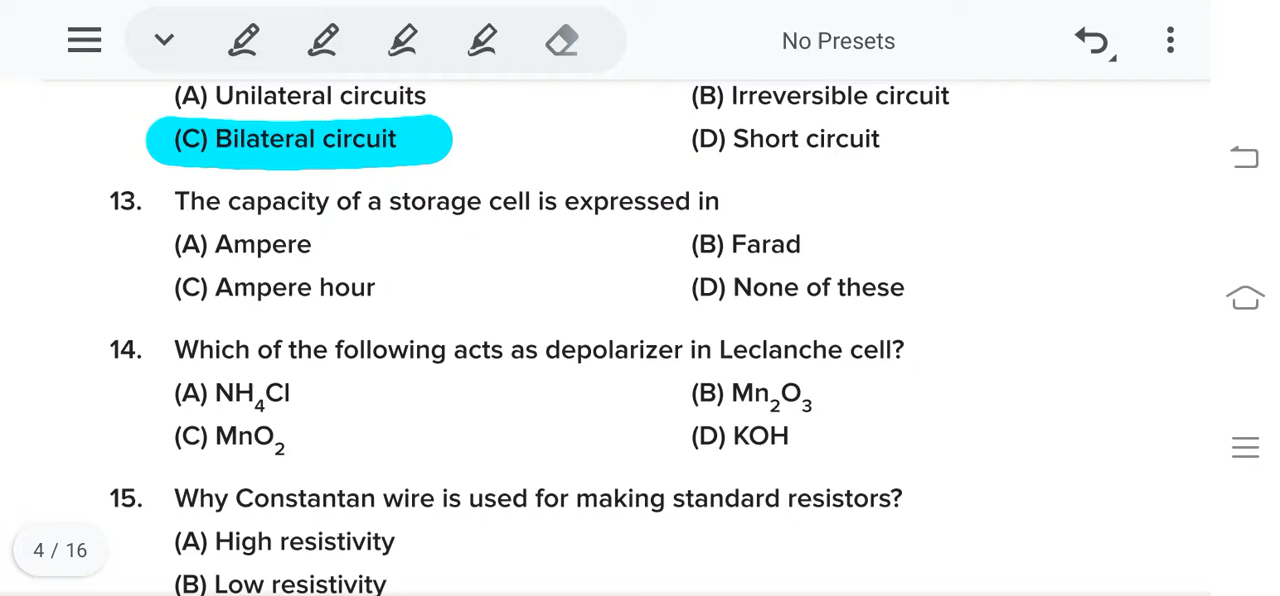 No Presets
(A) Unilateral circuits (B) Irreversible circuit
(C) Bilateral circuit (D) Short circuit
13. The capacity of a storage cell is expressed in
(A) Ampere (B) Farad
(C) Ampere hour (D) None of these
14. Which of the following acts as depolarizer in Leclanche cell?
(A) NH₄Cl (B) Mn₂O₃
(C) MnO₂ (D) KOH
15. Why Constantan wire is used for making standard resistors?
(A) High resistivity
4 / 16
(B) Low resistivity